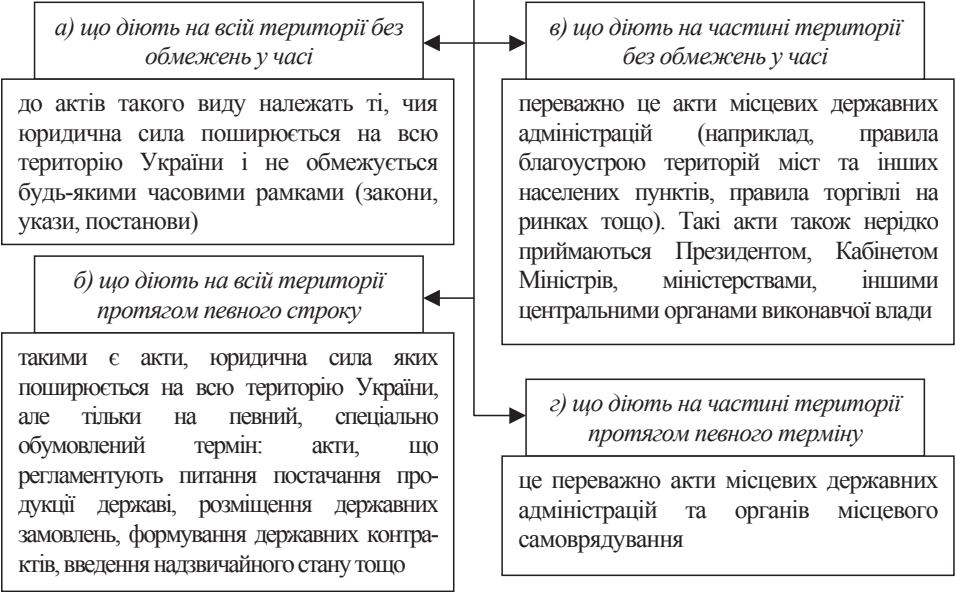 а) що діють на всій території без
обмежень у часі
до актів такого виду належать ті, чия
юридична сила поширюється на всю
територію України і не обмежується
будь-якими часовими рамками (закони,
укази, постанови)
б) що діють на всій території
протягом певного строку
такими є акти, юридична сила яких
поширюється на всю територію України,
але тільки на певний, спеціально
обумовлений термін: акти, що
регламентують питання постачання про-
дукції державі, розміщення державних
замовлень, формування державних контра-
ктів, введення надзвичайного стану тощо
в) що діють на частині території
без обмежень у часі
переважно це акти місцевих державних
адміністрацій (наприклад, правила
благоустрою територій міст та інших
населених пунктів, правила торгівлі на
ринках тощо). Такі акти також нерідко
приймаються Президентом, Кабінетом
Міністрів, міністерствами, іншими
центральними органами виконавчої влади
г) що діють на частині території
протягом певного терміну
це переважно акти місцевих державних
адміністрацій та органів місцевого
самоврядування